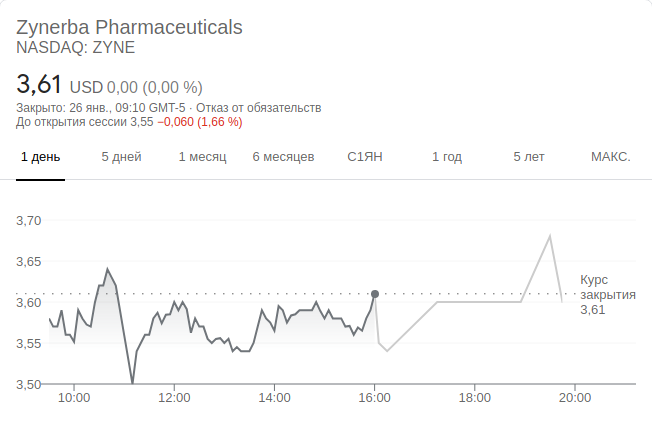 Zynerba Pharmaceuticals
NASDAQ: ZYNE
3,61 USD 0,00 (0,00 %)
Закрыто: 26 янв., 09:10 GMT-5 · Отказ от обязательств
До открытия сессии 3,55 −0,060 (1,66 %)
1 день 5 дней 1 месяц 6 месяцев С1ЯН 1 год 5 лет МАКС.
3,70
3,65
3,60
3,55
3,50
Курс
закрытия
3,61
10:00 12:00 14:00 16:00 18:00 20:00